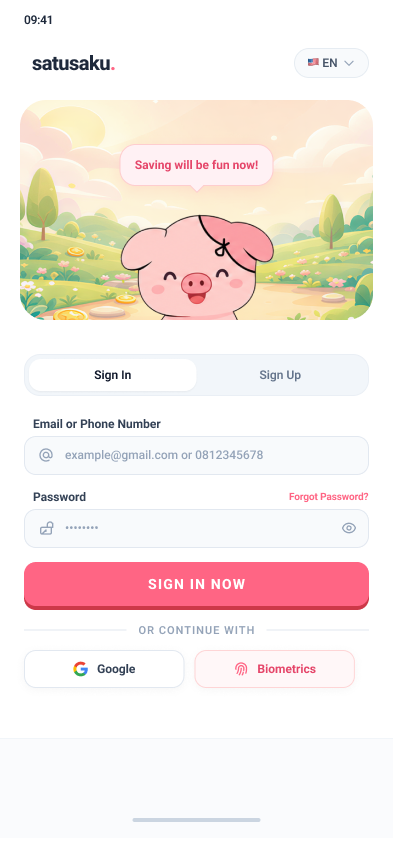 09:41
satusaku.
EN
Saving will be fun now!
Sign In
Sign Up
Email or Phone Number
example@gmail.com or 0812345678
Password
Forgot Password?
••••••••
SIGN IN NOW
OR CONTINUE WITH
Google
Biometrics